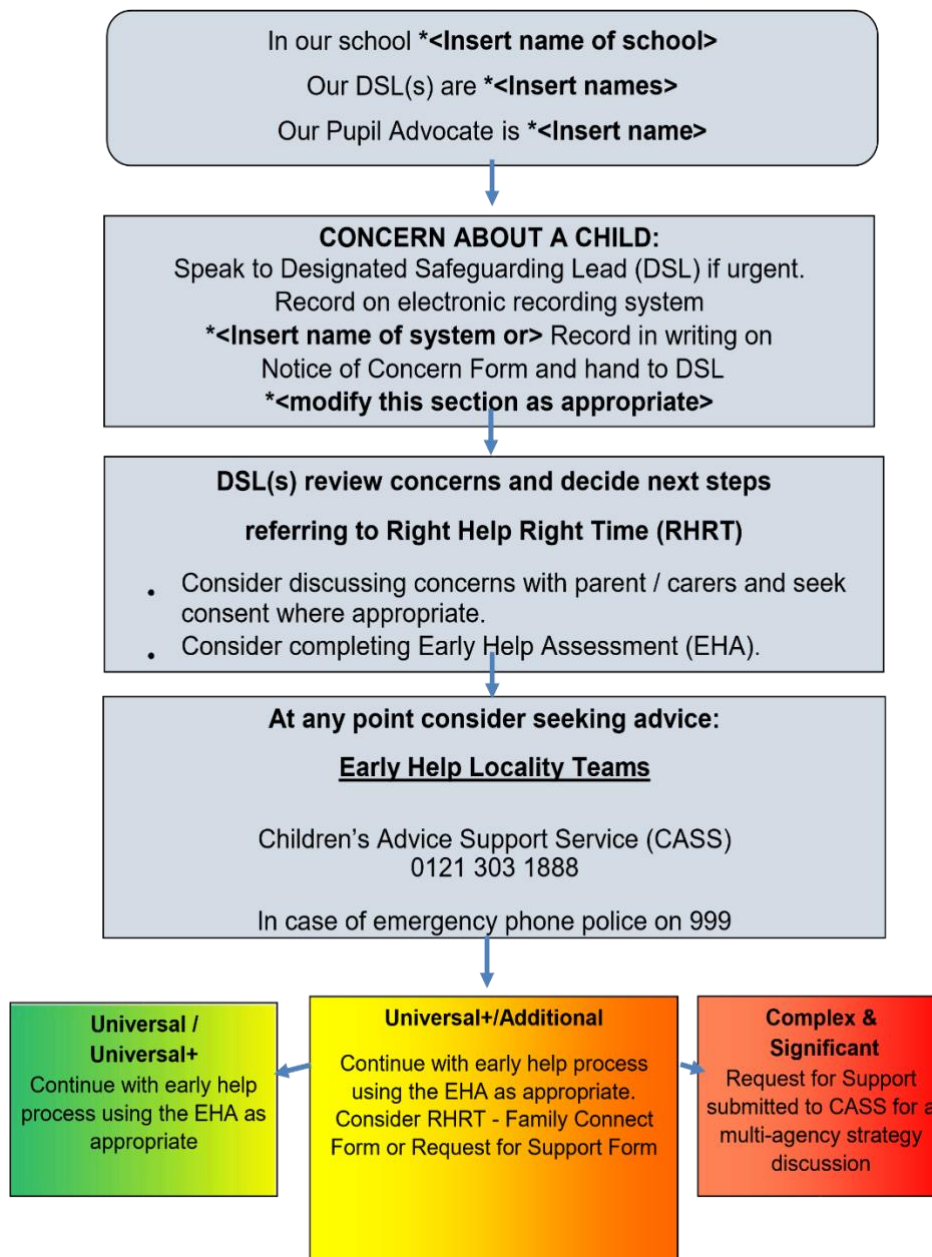 In our school *<Insert name of school>
Our DSL(s) are *<Insert names>
Our Pupil Advocate is *<Insert name>
CONCERN ABOUT A CHILD:
Speak to Designated Safeguarding Lead (DSL) if urgent.
Record on electronic recording system
*<Insert name of system or> Record in writing on
Notice of Concern Form and hand to DSL
*<modify this section as appropriate>
DSL(s) review concerns and decide next steps
referring to Right Help Right Time (RHRT)
• Consider discussing concerns with parent / carers and seek
consent where appropriate.
• Consider completing Early Help Assessment (EHA).
At any point consider seeking advice:
Early Help Locality Teams
Children’s Advice Support Service (CASS)
0121 303 1888
In case of emergency phone police on 999
Universal /
Universal+
Continue with early help
process using the EHA as
appropriate
Universal+/Additional
Continue with early help process
using the EHA as appropriate.
Consider RHRT - Family Connect
Form or Request for Support Form
Complex &
Significant
Request for Support
submitted to CASS for a
multi-agency strategy
discussion